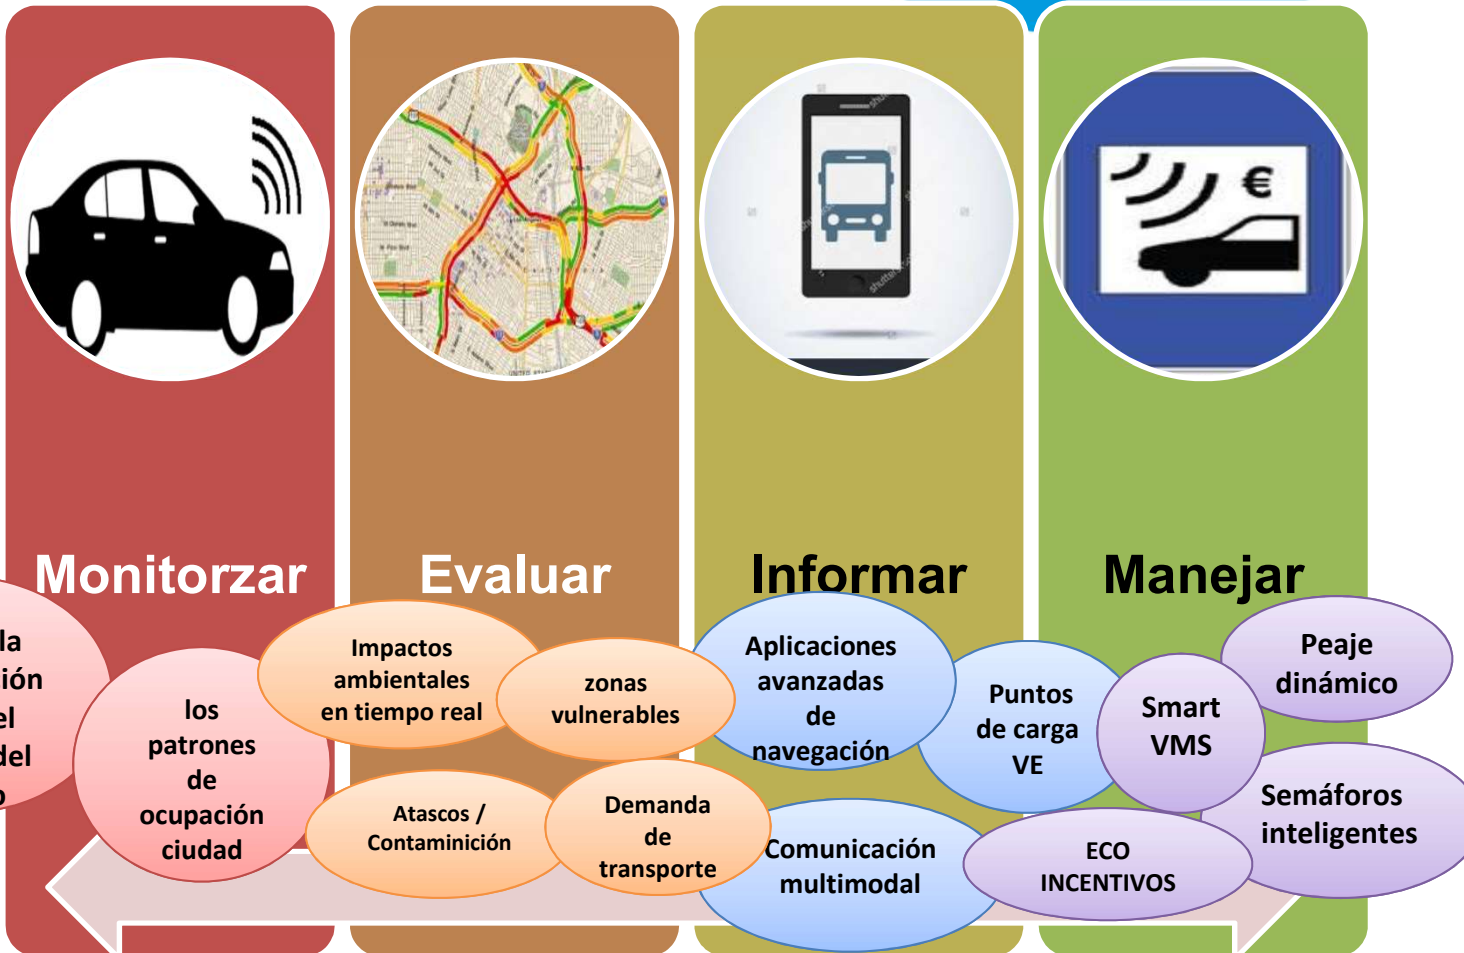 €
Monitorzar
Evaluar
Informar
Manejar
la
ión
el
del
los
patrones
de
ocupación
ciudad
Impactos
ambientales
en tiempo real
zonas
vulnerables
Atascos /
Contaminición
Demanda
de
transporte
Aplicaciones
avanzadas
de
navegación
Puntos
de carga
VE
Comunicación
multimodal
Smart
VMS
Peaje
dinámico
Semáforos
inteligentes
ECO
INCENTIVOS